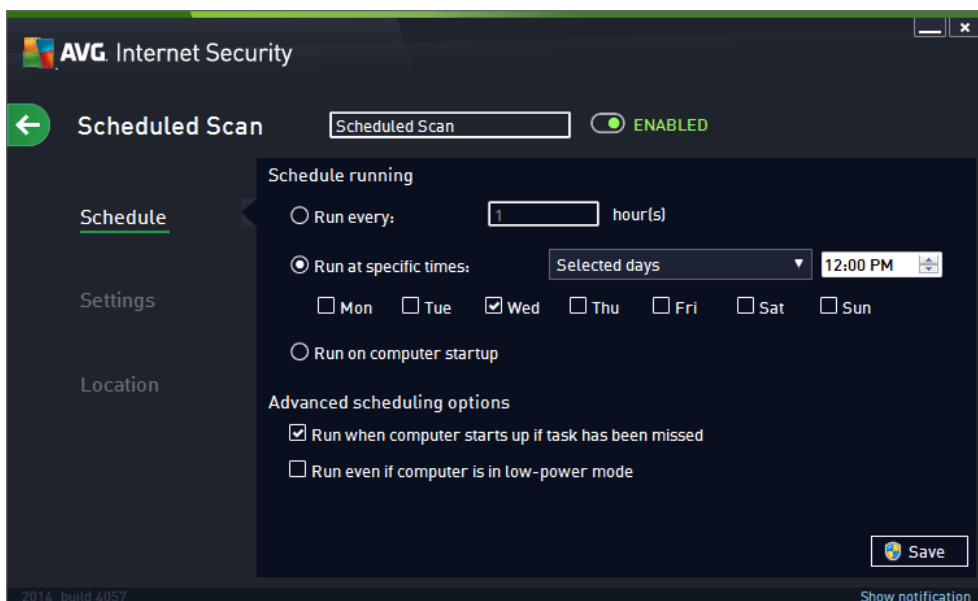 AVG. Internet Security
Scheduled Scan
Scheduled Scan
ENABLED
Schedule
Settings
Location
Schedule running
Run every: 1 hour(s)
Run at specific times: Selected days 12:00 PM
Mon Tue Wed Thu Fri Sat Sun
Run on computer startup
Advanced scheduling options
Run when computer starts up if task has been missed
Run even if computer is in low-power mode
Save
2014 build 4057
Show notification